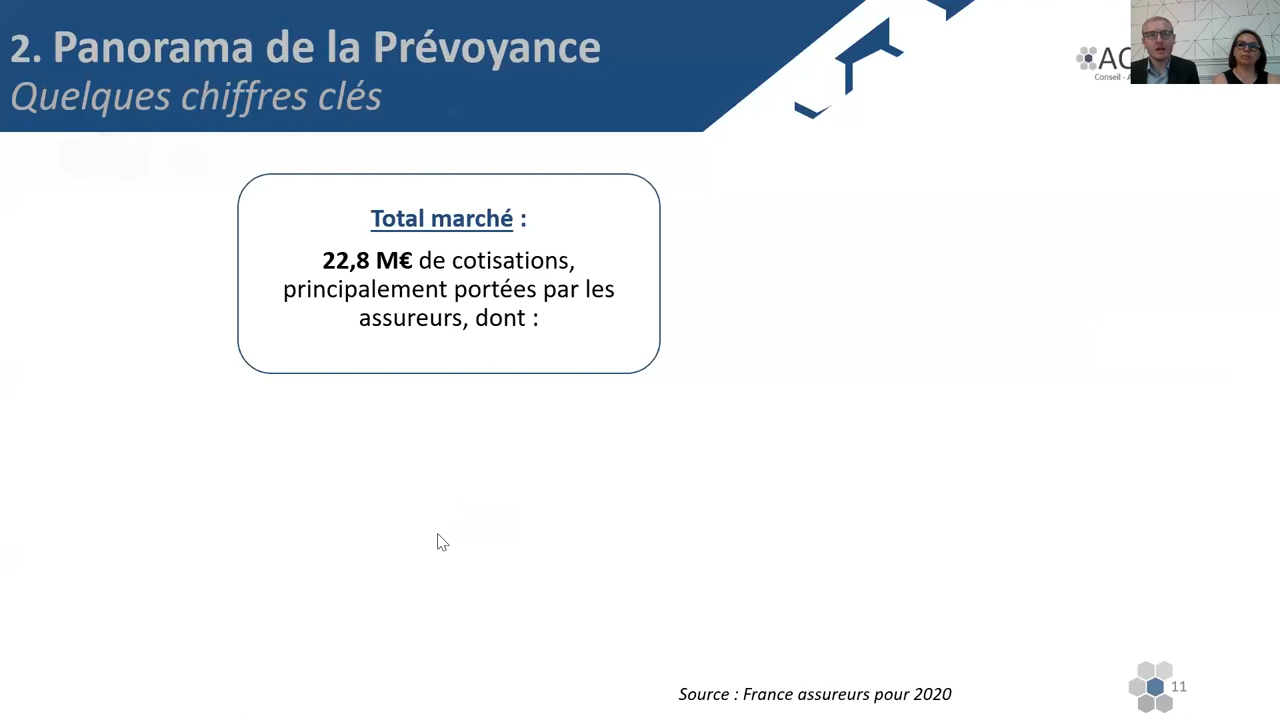 2. Panorama de la Prévoyance
Quelques chiffres clés
Total marché :
22,8 M€ de cotisations,
principalement portées par les
assureurs, dont :
Source : France assureurs pour 2020
11